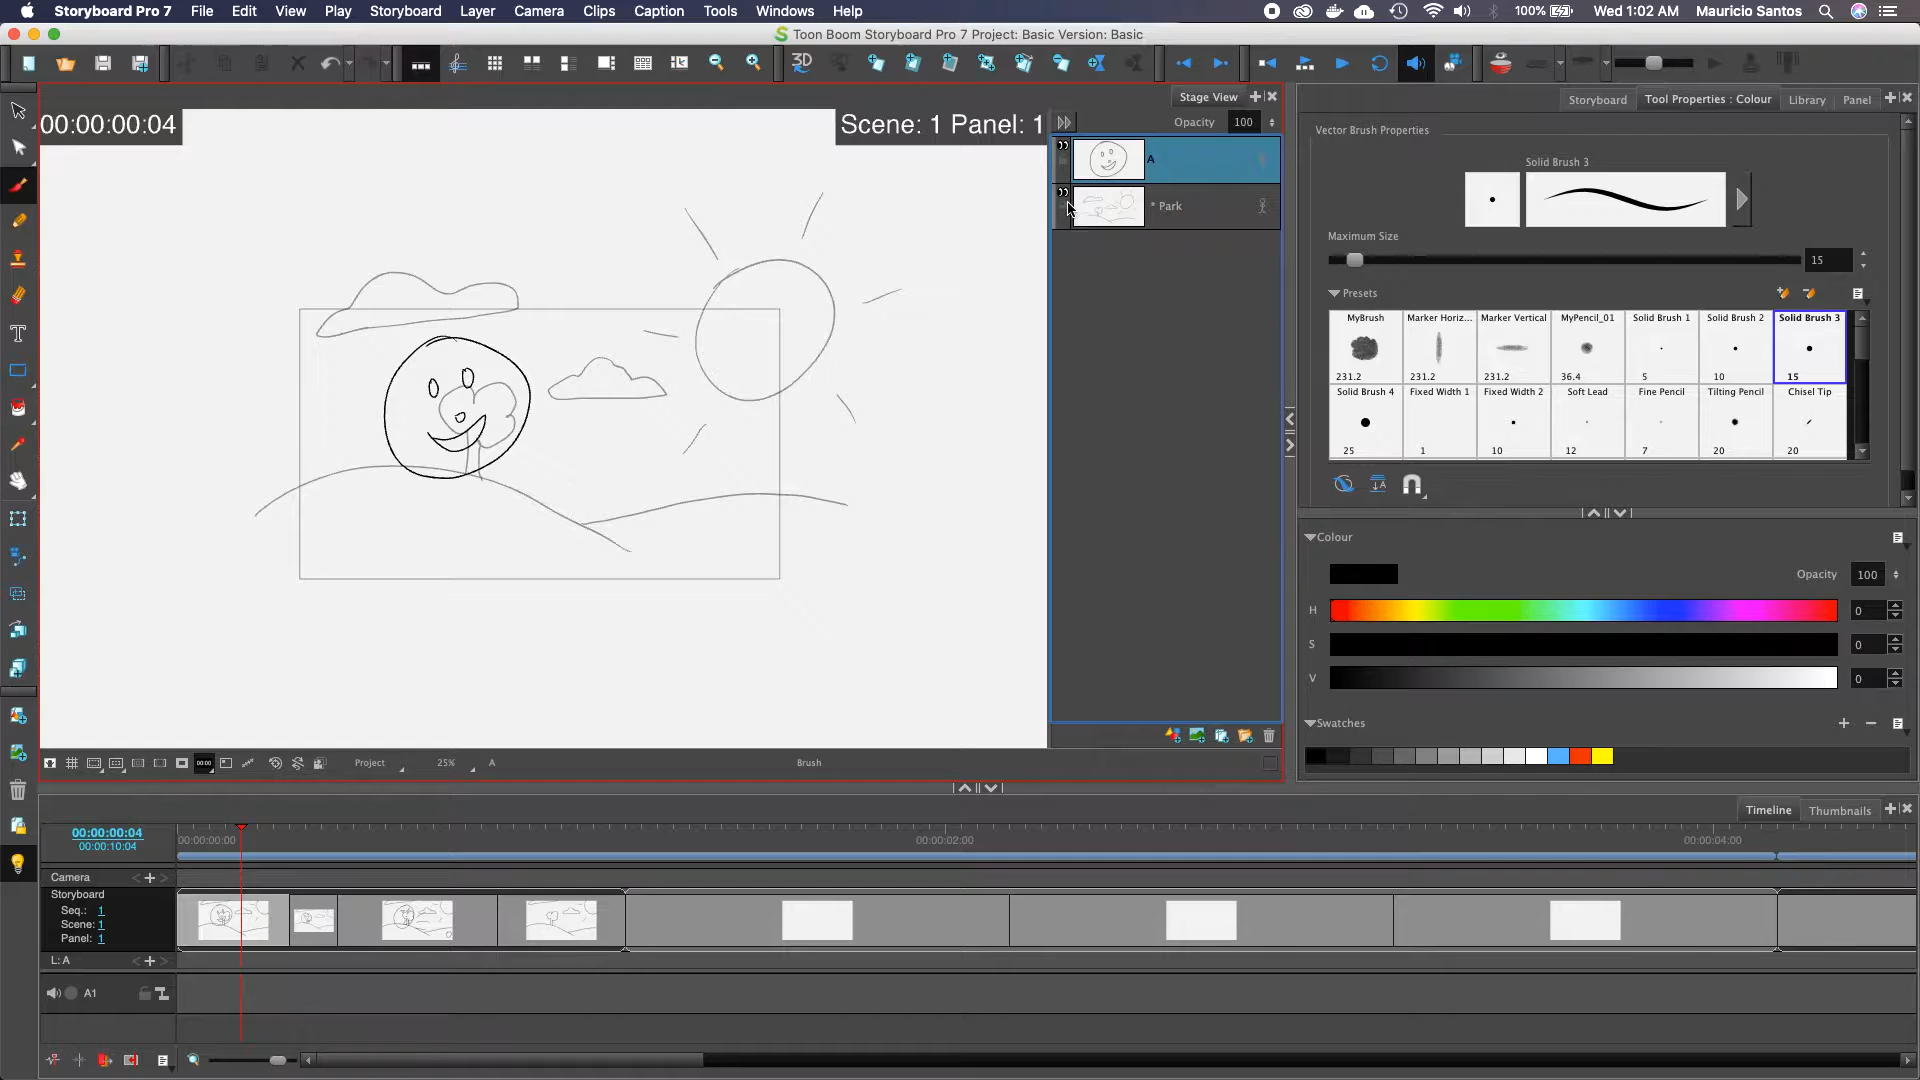 Storyboard Pro 7 File Edit View Play Storyboard Layer Camera Clips Caption Tools Windows Help 100% Wed 1:02 AM Mauricio Santos
Toon Boom Storyboard Pro 7 Project: Basic Version: Basic
Stage View
Storyboard Tool Properties : Colour Library Panel
00:00:00:04
Scene: 1 Panel: 1
Opacity 100
A
* Park
Vector Brush Properties
Solid Brush 3
Maximum Size
15
Presets
MyBrush Marker Horiz... Marker Vertical MyPencil_01 Solid Brush 1 Solid Brush 2 Solid Brush 3
231.2 231.2 231.2 36.4 5 10 15
Solid Brush 4 Fixed Width 1 Fixed Width 2 Soft Lead Fine Pencil Tilting Pencil Chisel Tip
25 1 10 12 7 20 20
Colour
Opacity 100
H 0
S 0
V 0
Swatches
00:00 Project 25% A Brush
Timeline Thumbnails
00:00:00:04
00:00:10:04
00:00:00:00 00:00:02:00 00:00:04:00
Camera
Storyboard
Seq.: 1
Scene: 1
Panel: 1
L: A
A1